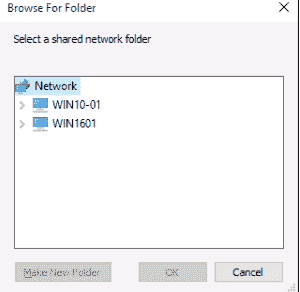 Browse For Folder
Select a shared network folder
Network
WIN10-01
WIN1601
Make New Folder OK Cancel